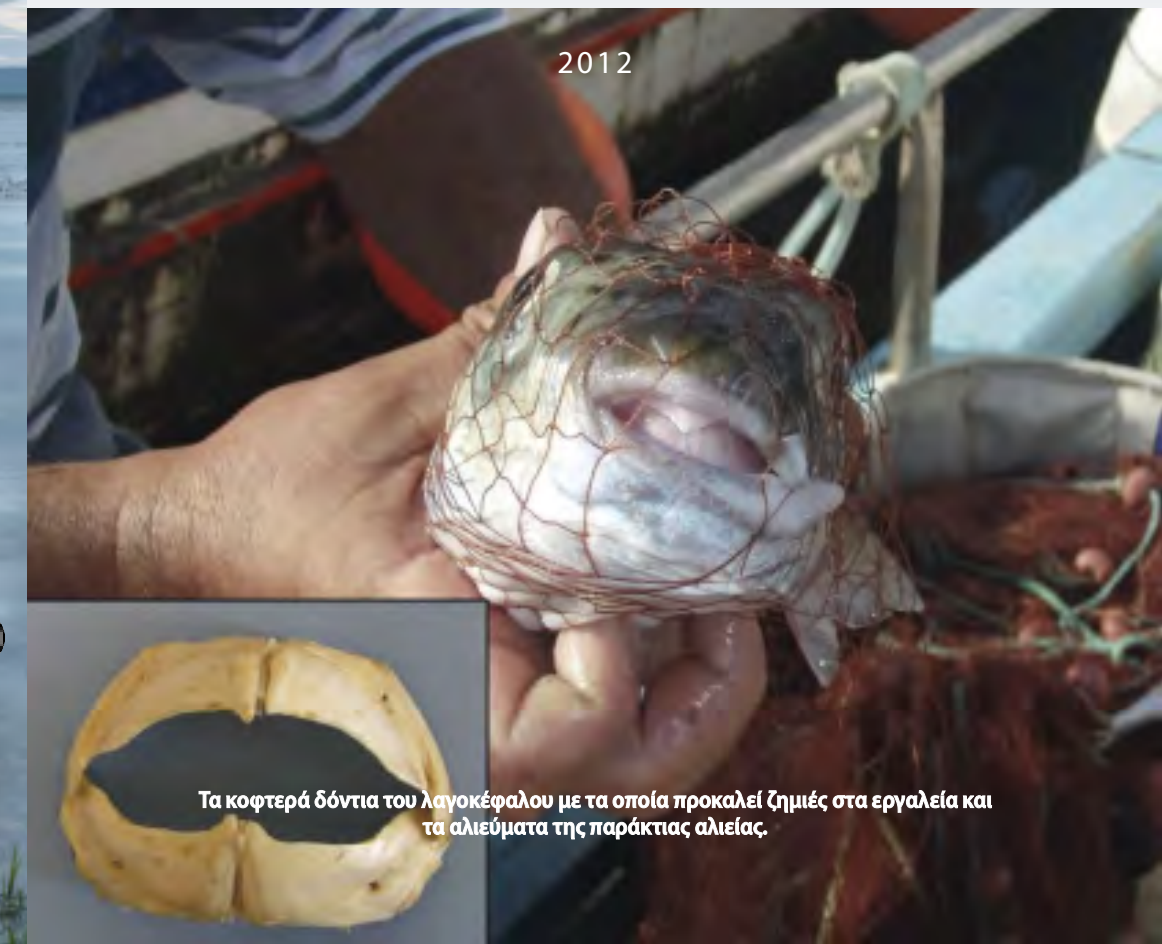 2012
Τα κοφτερά δόντια του λαγοκέφαλου με τα οποία προκαλεί ζημιές στα εργαλεία και
τα αλιεύματα της παράκτιας αλιείας.